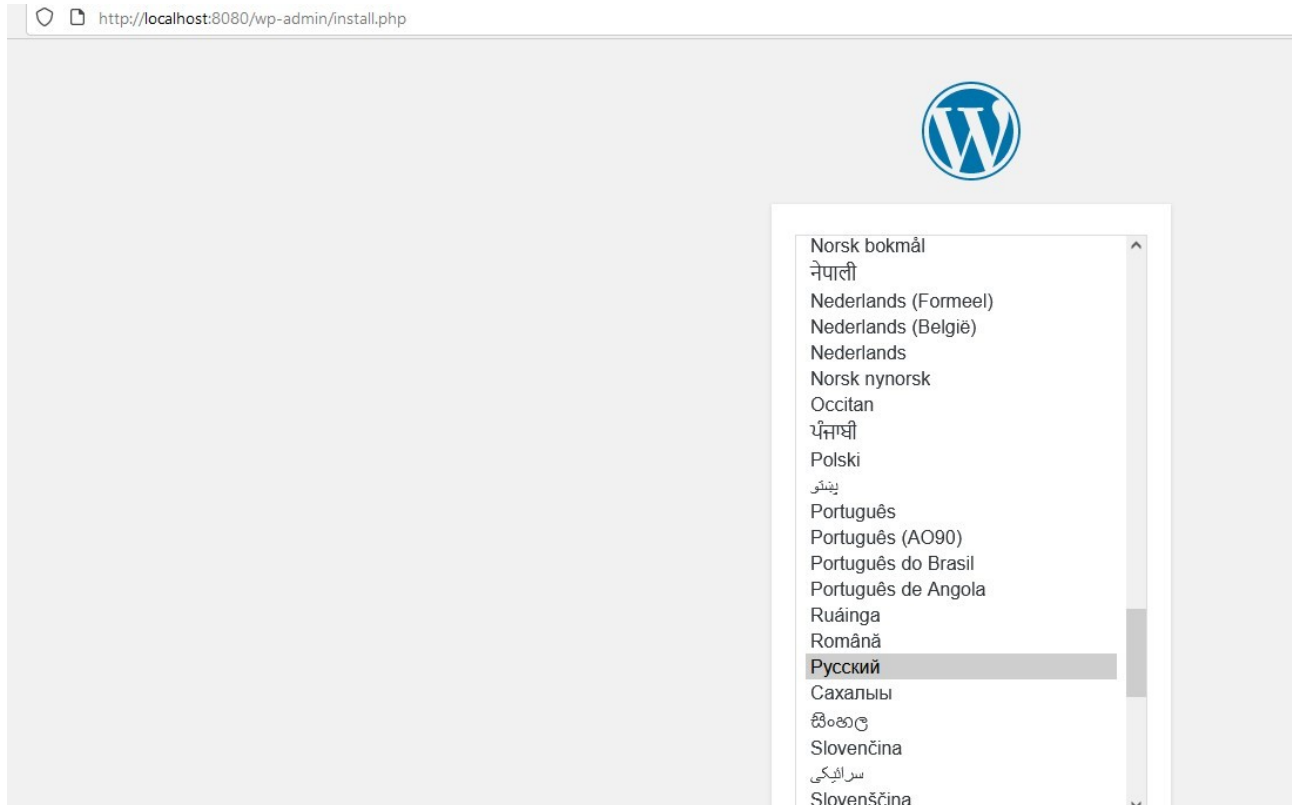 http://localhost:8080/wp-admin/install.php
W
Norsk bokmål
नेपाली
Nederlands (Formeel)
Nederlands (België)
Nederlands
Norsk nynorsk
Occitan
ਪੰਜਾਬੀ
Polski
پښتو
Português
Português (AO90)
Português do Brasil
Português de Angola
Ruáinga
Română
Русский
Сахалыы
සිංහල
Slovenčina
سرائیکی
Slovenščina